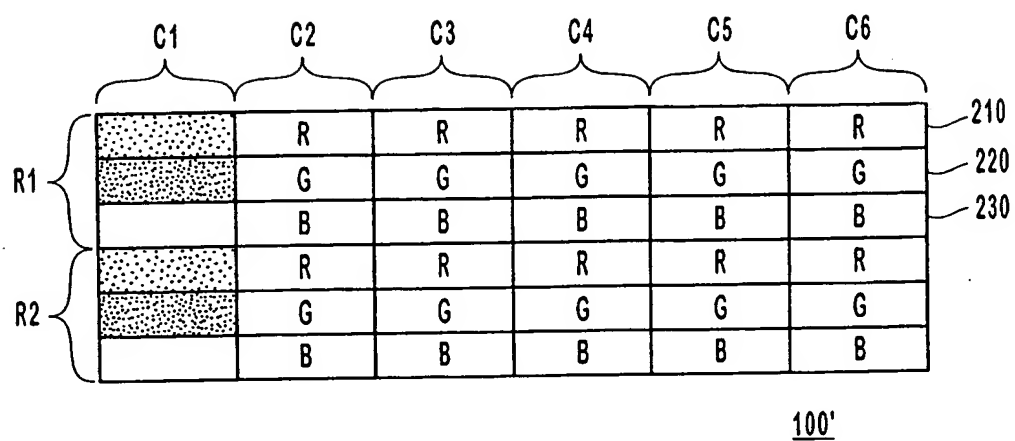 C1 C2 C3 C4 C5 C6
R R R R R 210
R1 G G G G G 220
B B B B B 230
R R R R R
R2 G G G G G
B B B B B
100'